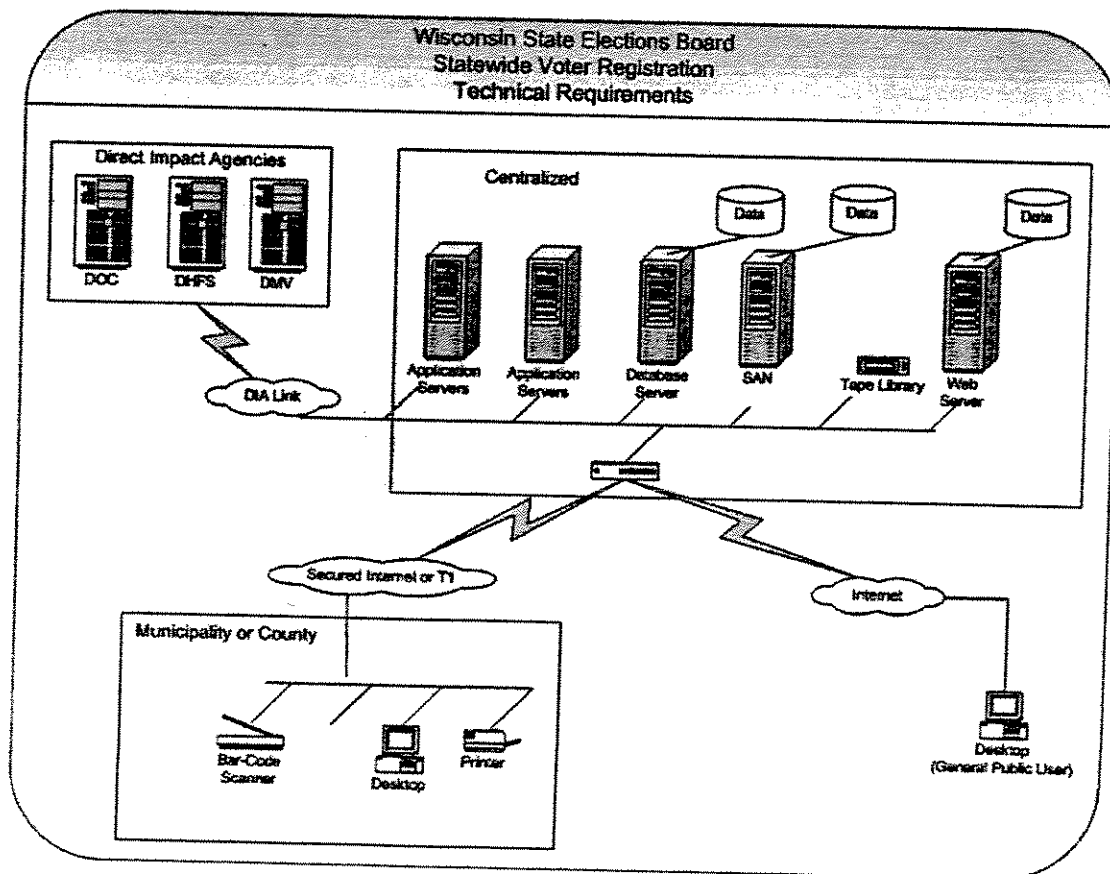 Wisconsin State Elections Board
Statewide Voter Registration
Technical Requirements
Direct Impact Agencies
DOC
DHFS
DMV
Centralized
Data
Data
Data
Application
Servers
Application
Servers
Database
Server
SAN
Tape Library
Web
Server
DIA Link
Secured Internet or T1
Internet
Municipality or County
Bar-Code
Scanner
Desktop
Printer
Desktop
(General Public User)